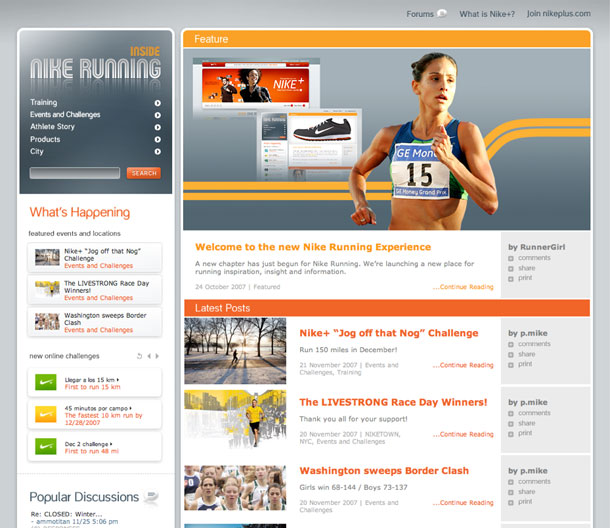 Forums
What is Nike+?
Join nikeplus.com
INSIDE
NIKE RUNNING
Training
Events and Challenges
Athlete Story
Products
City
SEARCH
What's Happening
featured events and locations
Nike+ "Jog off that Nog"
Challenge
Events and Challenges
The LIVESTRONG Race Day
Winners!
Events and Challenges
Washington sweeps Border
Clash
Events and Challenges
new online challenges
Llegar a los 15 km
First to run 15 km
45 minutos por campo
The fastest 10 km run by
12/28/2007
Dec 2 challenge
First to run 48 mi
Popular Discussions
Re: CLOSED: Winter...
- ammotitan 11/25 5:06 pm
Feature
NIKE+
GE Money
GE Money
15
GE Money Grand Prix
Welcome to the new Nike Running Experience
A new chapter has just begun for Nike Running. We're launching a new place for
running inspiration, insight and information.
24 October 2007 | Featured
...Continue Reading
by RunnerGirl
comments
share
print
Latest Posts
Nike+ “Jog off that Nog” Challenge
Run 150 miles in December!
21 November 2007 | Events and
Challenges, Training
...Continue Reading
by p.mike
comments
share
print
The LIVESTRONG Race Day Winners!
Thank you all for your support!
20 November 2007 | NIKETOWN,
NYC, Events and Challenges
...Continue Reading
by p.mike
comments
share
print
Washington sweeps Border Clash
Girls win 68-144 / Boys 73-137
20 November 2007 | Events and
Challenges
...Continue Reading
by p.mike
comments
share
print